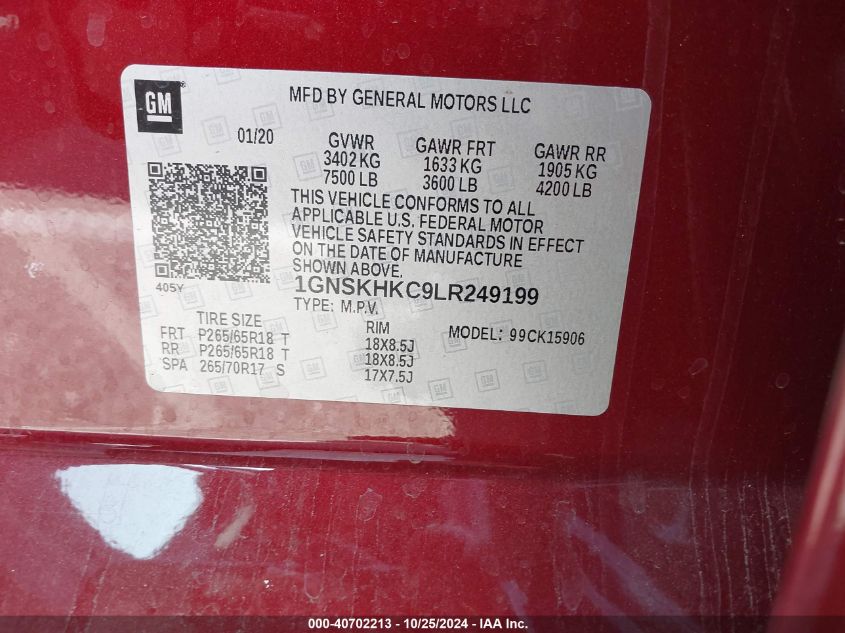 GM
MFD BY GENERAL MOTORS LLC
01/20
GVWR GAWR FRT GAWR RR
3402 KG 1633 KG 1905 KG
7500 LB 3600 LB 4200 LB
THIS VEHICLE CONFORMS TO ALL
APPLICABLE U.S. FEDERAL MOTOR
VEHICLE SAFETY STANDARDS IN EFFECT
ON THE DATE OF MANUFACTURE
SHOWN ABOVE.
405Y
1GNSKHKC9LR249199
TYPE: M.P.V.
TIRE SIZE RIM MODEL: 99CK15906
FRT P265/65R18 T 18X8.5J
RR P265/65R18 T 18X8.5J
SPA 265/70R17 S 17X7.5J
000-40702213 - 10/25/2024 - IAA Inc.